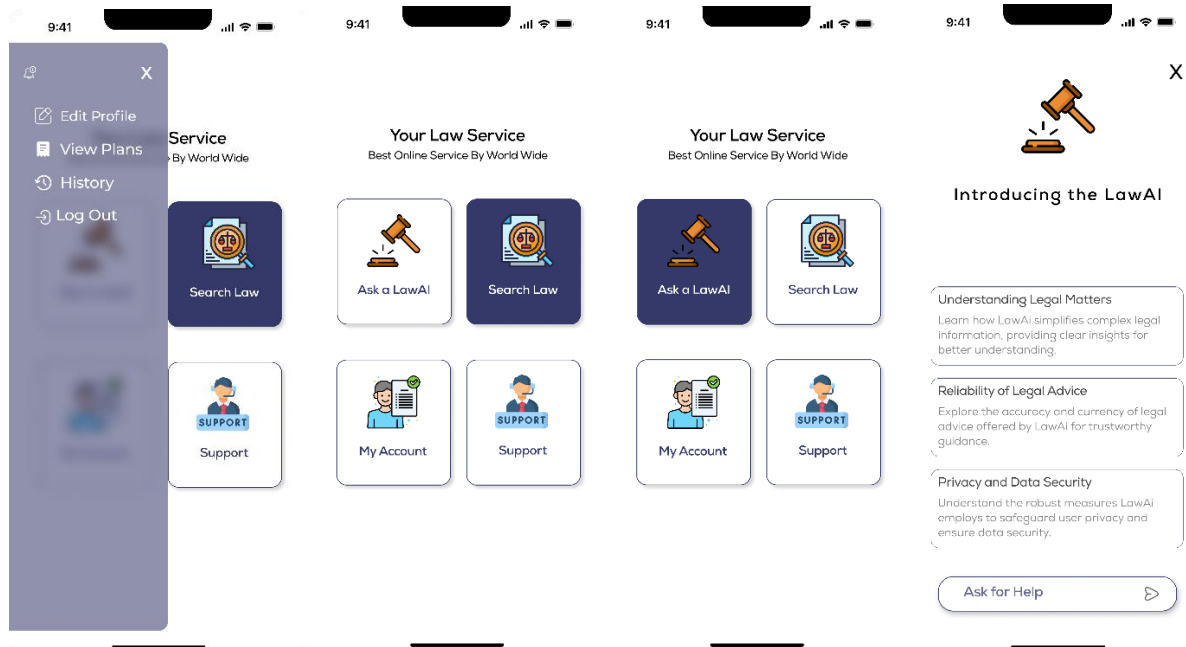 9:41
X
Edit Profile
View Plans
History
Log Out
Service
By World Wide
Search Law
SUPPORT
Support
9:41
Your Law Service
Best Online Service By World Wide
Ask a LawAI
Search Law
SUPPORT
My Account
Support
9:41
Your Law Service
Best Online Service By World Wide
Ask a LawAI
Search Law
SUPPORT
My Account
Support
9:41
X
Introducing the LawAI
Understanding Legal Matters
Learn how LawAi simplifies complex legal
information, providing clear insights for
better understanding.
Reliability of Legal Advice
Explore the accuracy and currency of legal
advice offered by LawAi for trustworthy
guidance.
Privacy and Data Security
Understand the robust measures LawAi
employs to safeguard user privacy and
ensure data security.
Ask for Help